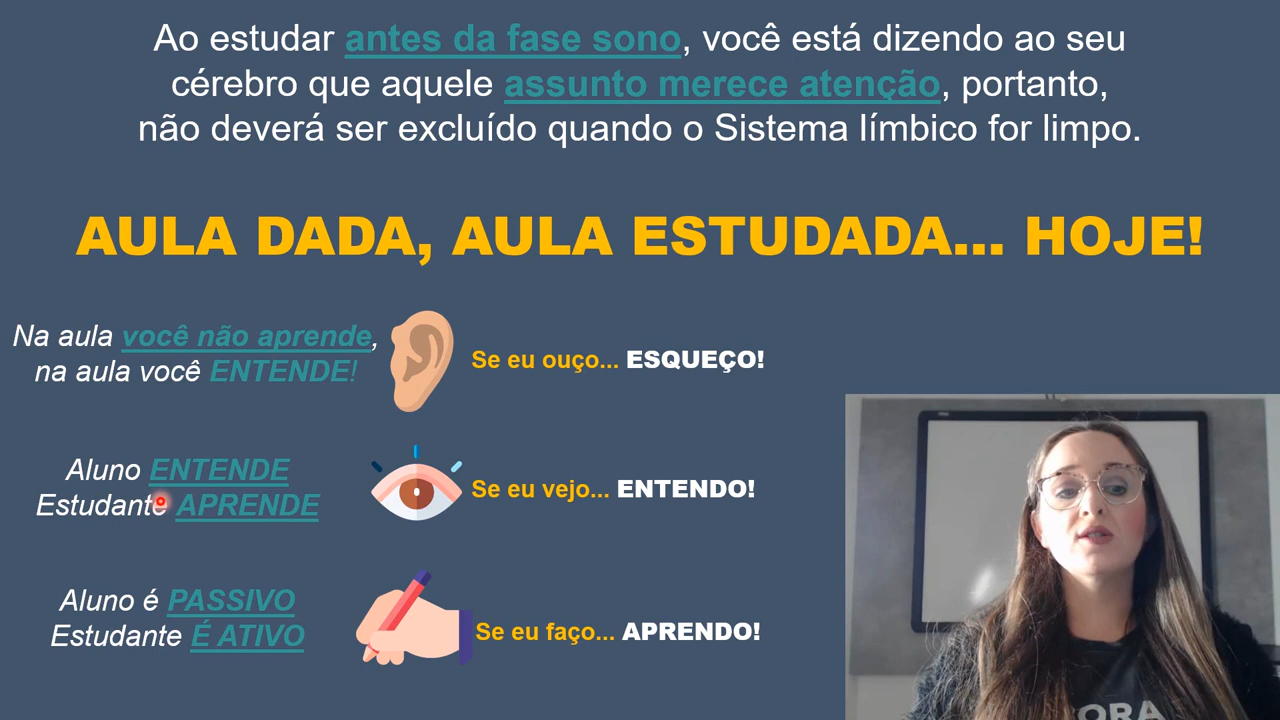 Ao estudar antes da fase sono, você está dizendo ao seu
cérebro que aquele assunto merece atenção, portanto,
não deverá ser excluído quando o Sistema límbico for limpo.
AULA DADA, AULA ESTUDADA... HOJE!
Na aula você não aprende,
na aula você ENTENDE!
Se eu ouço... ESQUEÇO!
Aluno ENTENDE
Estudante APRENDE
Se eu vejo... ENTENDO!
Aluno é PASSIVO
Estudante É ATIVO
Se eu faço... APRENDO!